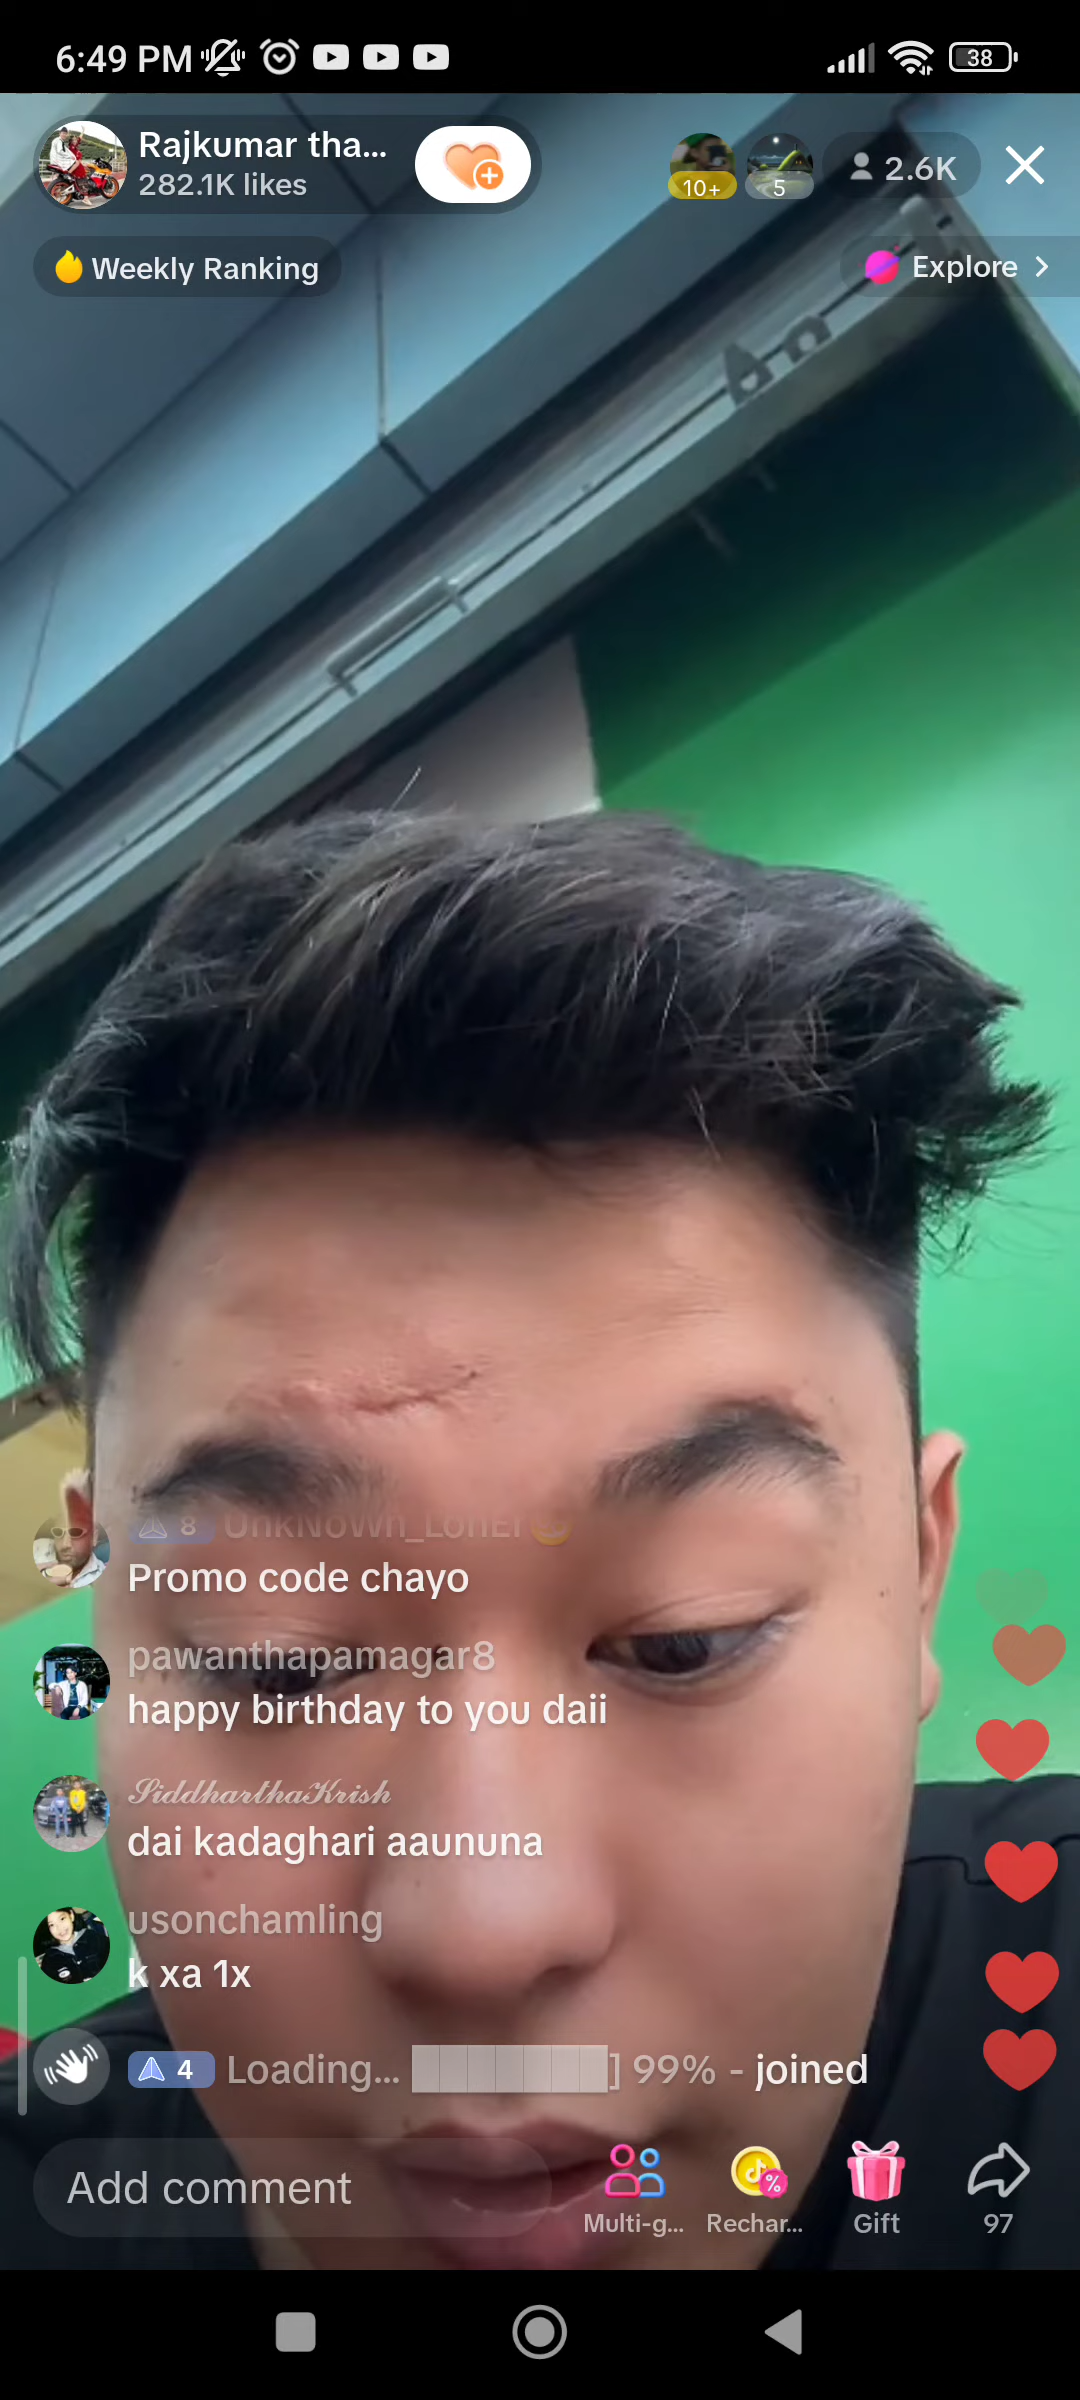 6:49 PM
38
Rajkumar tha...
282.1K likes
10+
5
2.6K
Weekly Ranking
Explore
8 UnKNoWn_LonEr
Promo code chayo
pawanthapamagar8
happy birthday to you daii
SiddharthaKrish
dai kadaghari aaununa
usonchamling
k xa 1x
4 Loading... ███████] 99% - joined
Add comment
Multi-g...
Rechar...
Gift
97